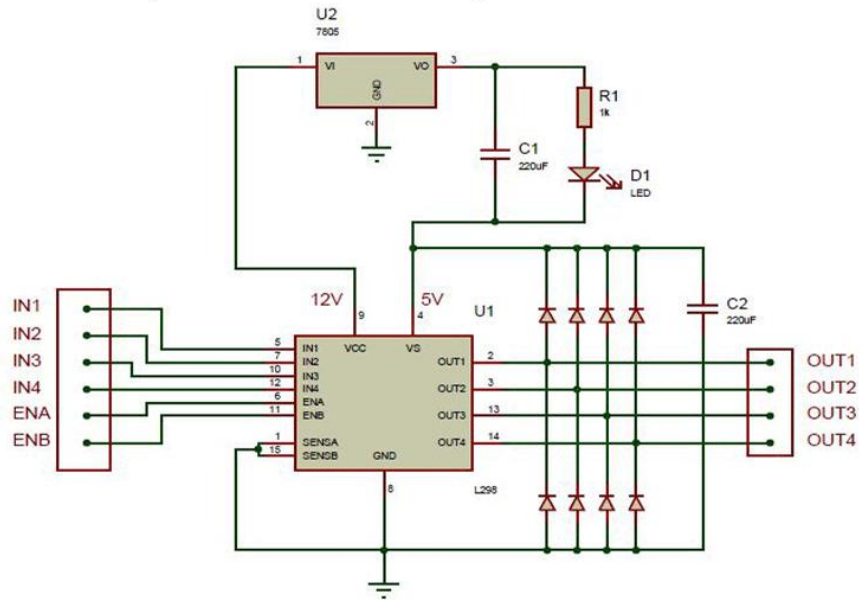 U2
7805
1
VI
VO
3
GND
2
R1
1k
C1
220uF
D1
LED
12V
5V
9
4
U1
C2
220uF
IN1
IN2
IN3
IN4
ENA
ENB
5
7
10
12
6
11
1
15
IN1
IN2
IN3
IN4
ENA
ENB
SENSA
SENSB
VCC
VS
GND
8
OUT1
OUT2
OUT3
OUT4
2
3
13
14
L298
OUT1
OUT2
OUT3
OUT4